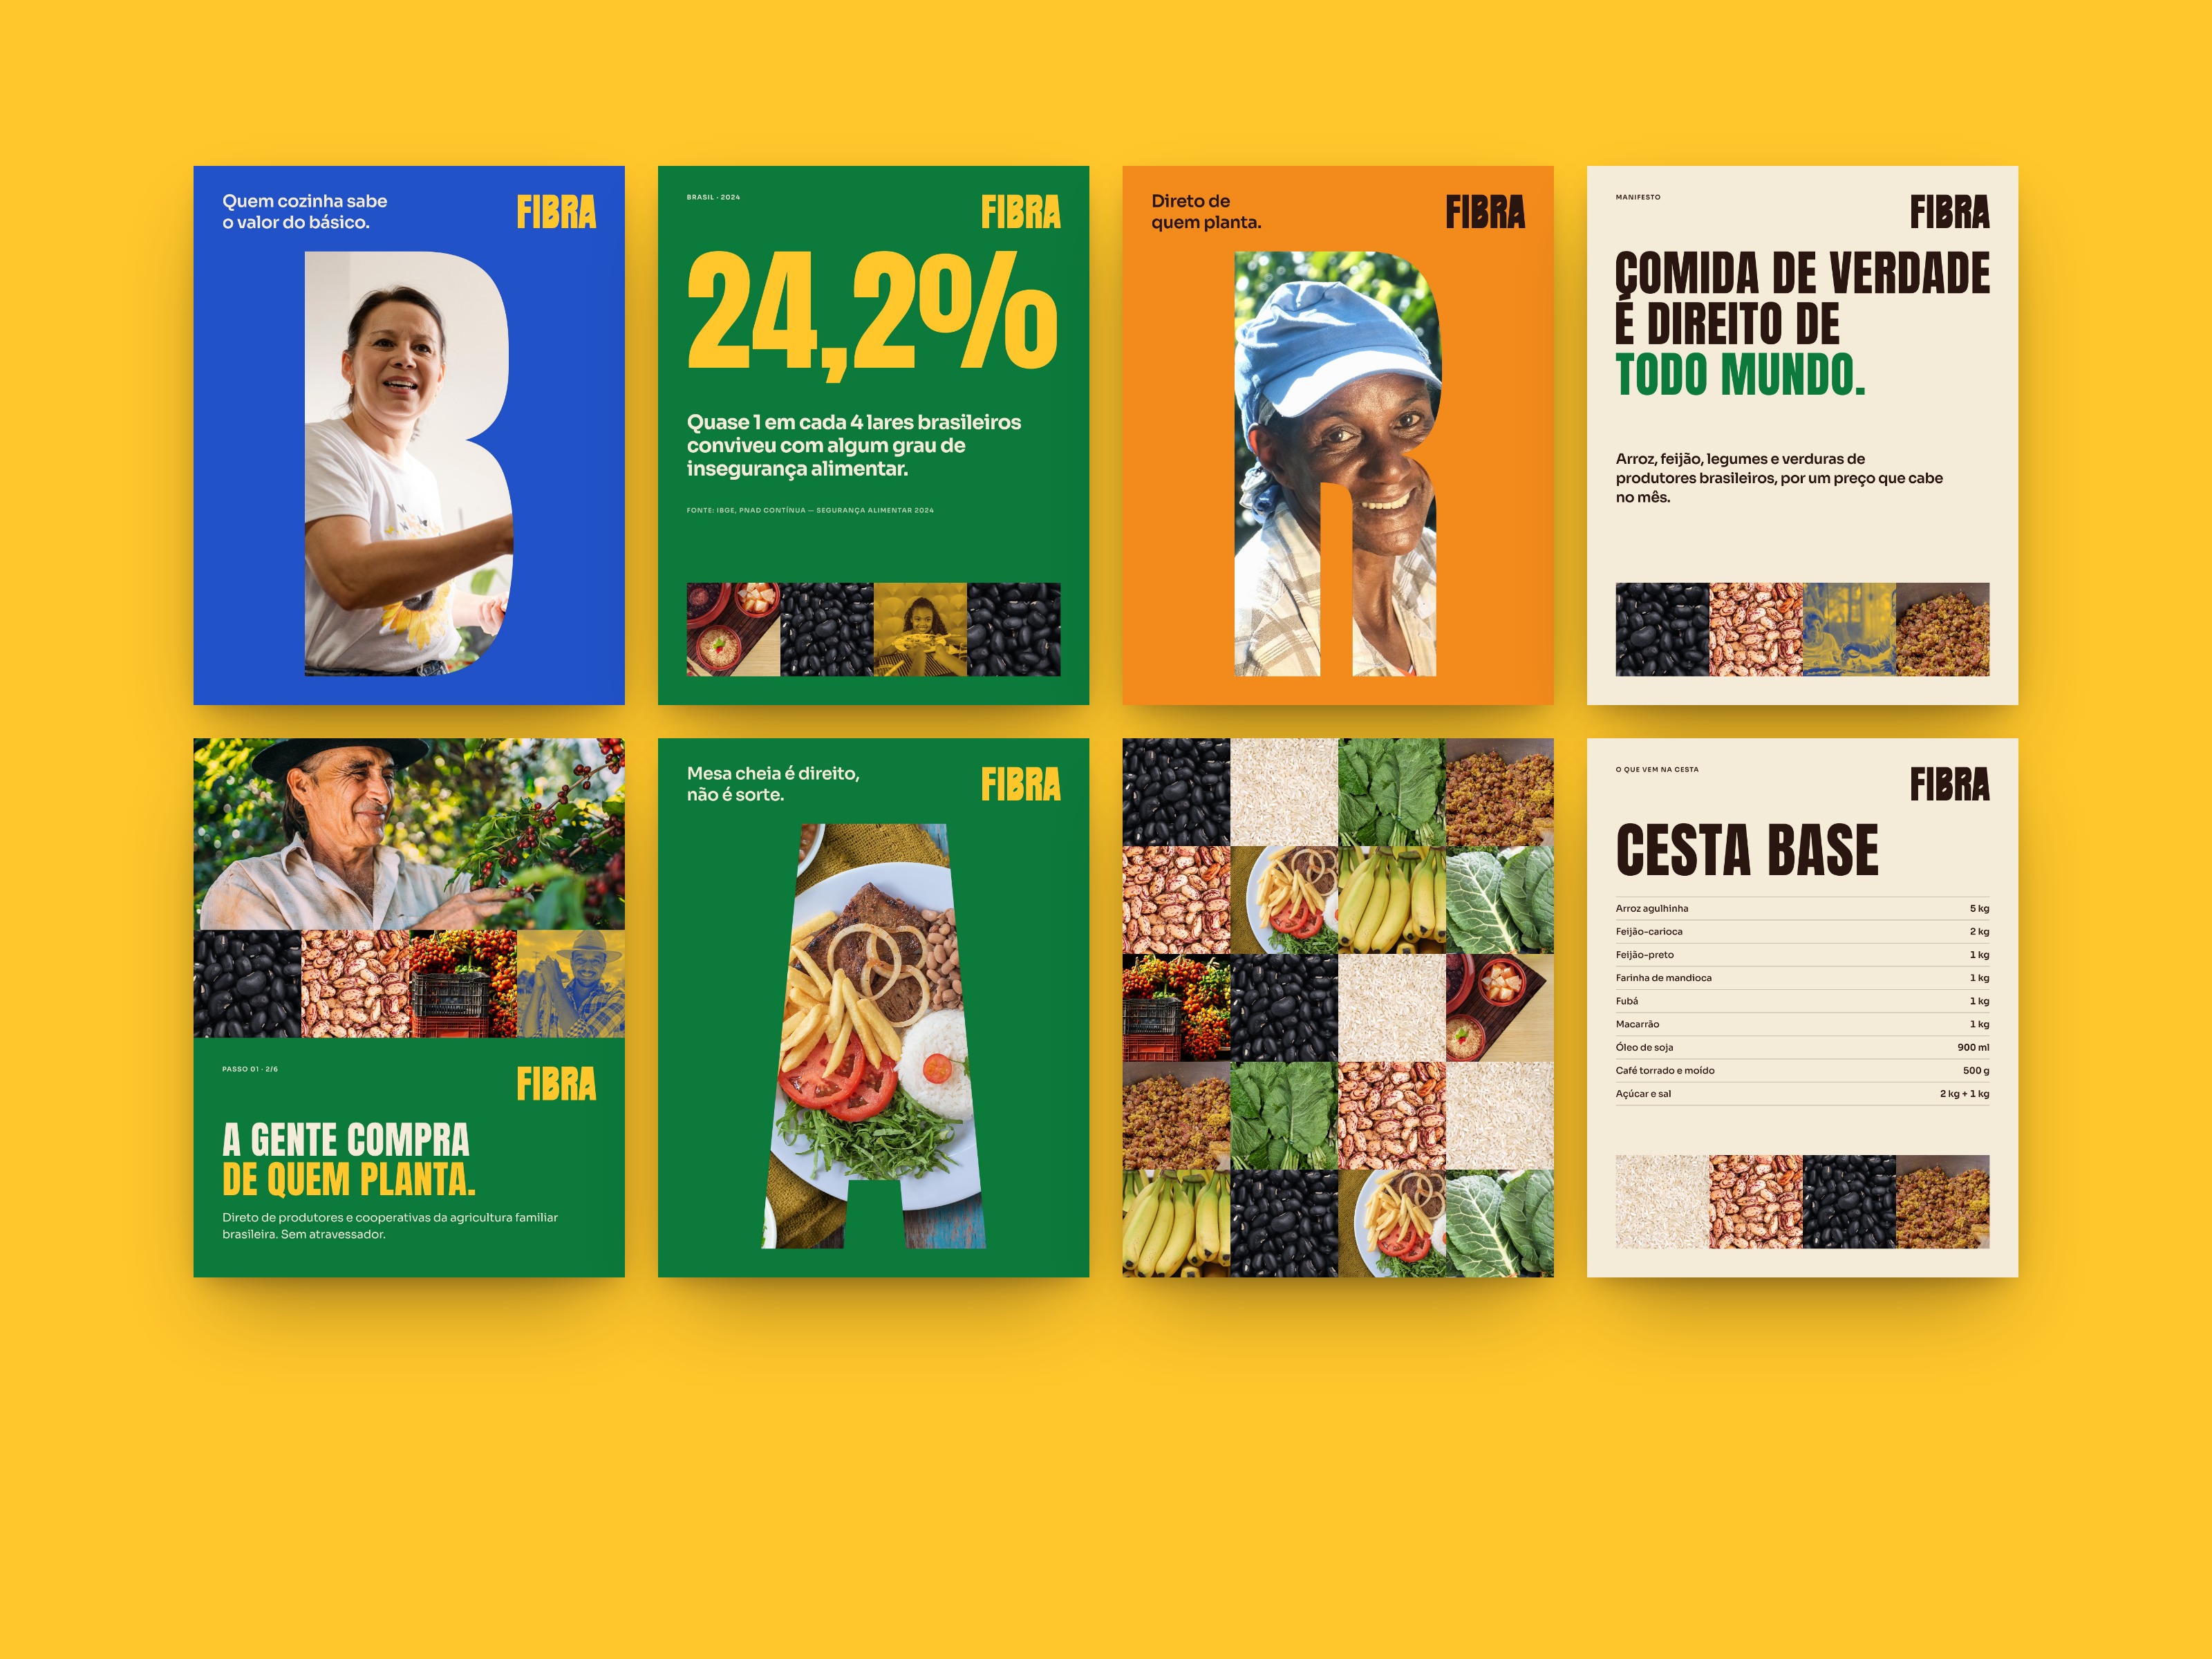 Quem cozinha sabe
o valor do básico.
FIBRA
B
BRASIL · 2024
FIBRA
24,2%
Quase 1 em cada 4 lares brasileiros
conviveu com algum grau de
insegurança alimentar.
FONTE: IBGE, PNAD CONTÍNUA — SEGURANÇA ALIMENTAR 2024
Direto de
quem planta.
FIBRA
R
MANIFESTO
FIBRA
COMIDA DE VERDADE
É DIREITO DE
TODO MUNDO.
Arroz, feijão, legumes e verduras de
produtores brasileiros, por um preço que cabe
no mês.
PASSO 01 · 2/6
FIBRA
A GENTE COMPRA
DE QUEM PLANTA.
Direto de produtores e cooperativas da agricultura familiar
brasileira. Sem atravessador.
Mesa cheia é direito,
não é sorte.
FIBRA
A
O QUE VEM NA CESTA
FIBRA
CESTA BASE
Arroz agulhinha 5 kg
Feijão-carioca 2 kg
Feijão-preto 1 kg
Farinha de mandioca 1 kg
Fubá 1 kg
Macarrão 1 kg
Óleo de soja 900 ml
Café torrado e moído 500 g
Açúcar e sal 2 kg + 1 kg